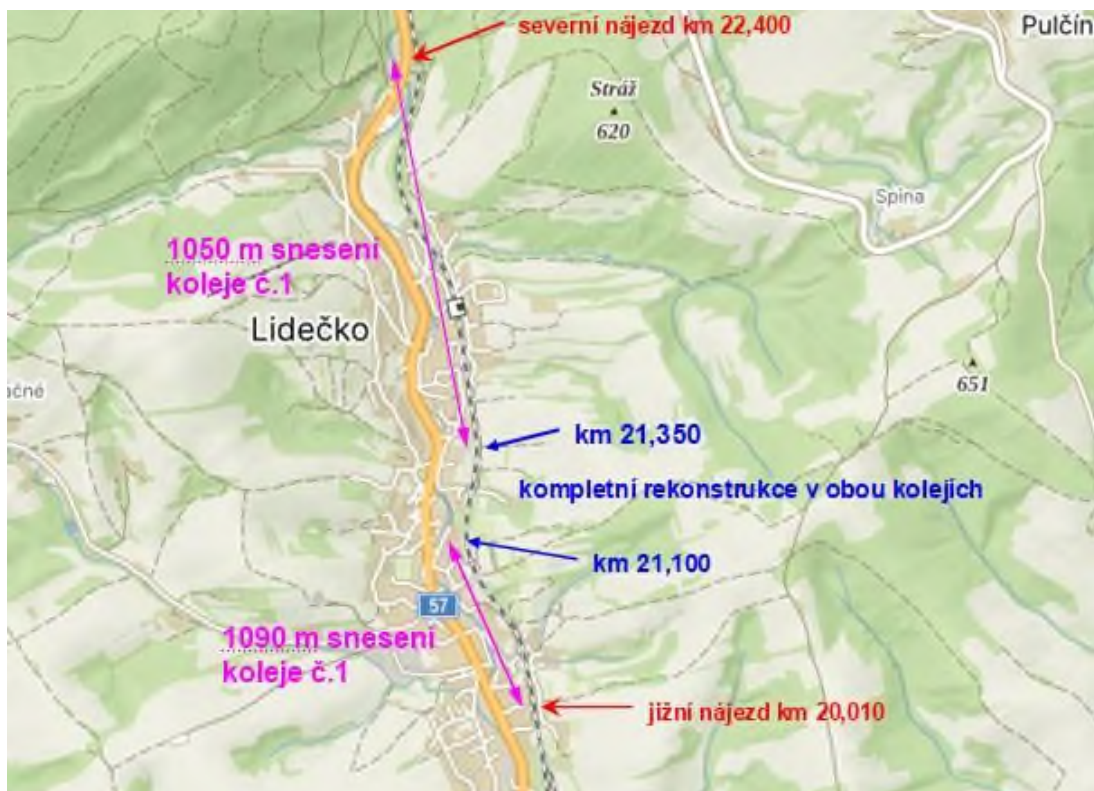 severní nájezd km 22,400
Pulčín
Stráž
620
Spina
1050 m snesení
koleje č.1
Lidečko
651
ačné
km 21,350
kompletní rekonstrukce v obou kolejích
km 21,100
57
1090 m snesení
koleje č.1
jižní nájezd km 20,010